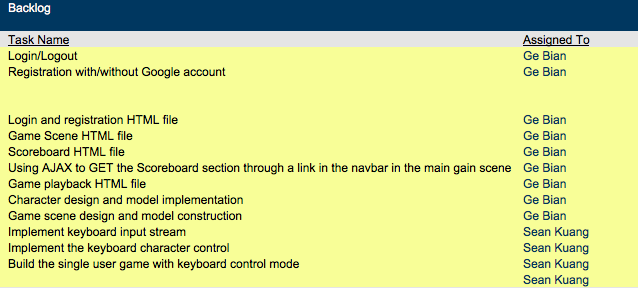 Backlog
Task Name Assigned To
Login/Logout Ge Bian
Registration with/without Google account Ge Bian
Login and registration HTML file Ge Bian
Game Scene HTML file Ge Bian
Scoreboard HTML file Ge Bian
Using AJAX to GET the Scoreboard section through a link in the navbar in the main gain scene Ge Bian
Game playback HTML file Ge Bian
Character design and model implementation Ge Bian
Game scene design and model construction Ge Bian
Implement keyboard input stream Sean Kuang
Implement the keyboard character control Sean Kuang
Build the single user game with keyboard control mode Sean Kuang
Sean Kuang